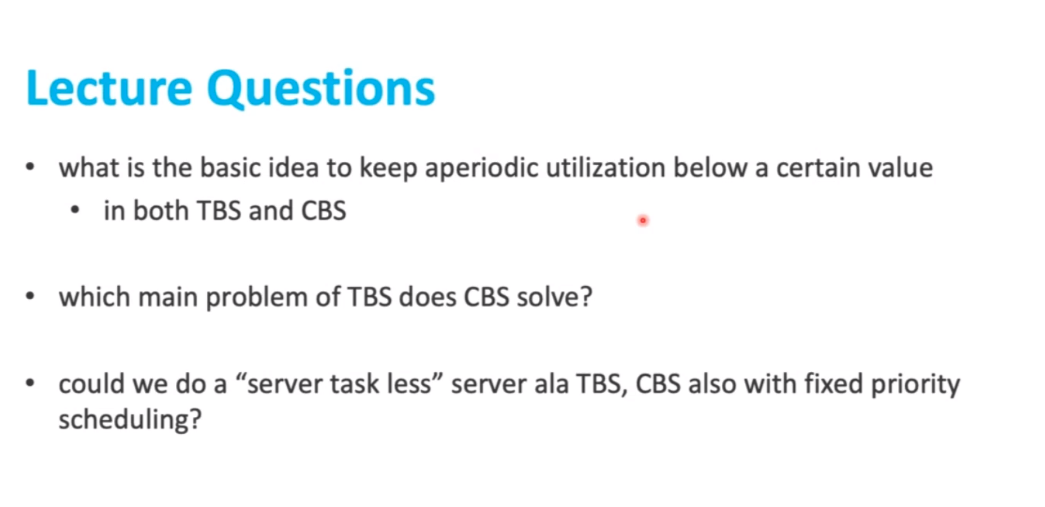 Lecture Questions
• what is the basic idea to keep aperiodic utilization below a certain value
• in both TBS and CBS
• which main problem of TBS does CBS solve?
• could we do a “server task less” server ala TBS, CBS also with fixed priority
scheduling?